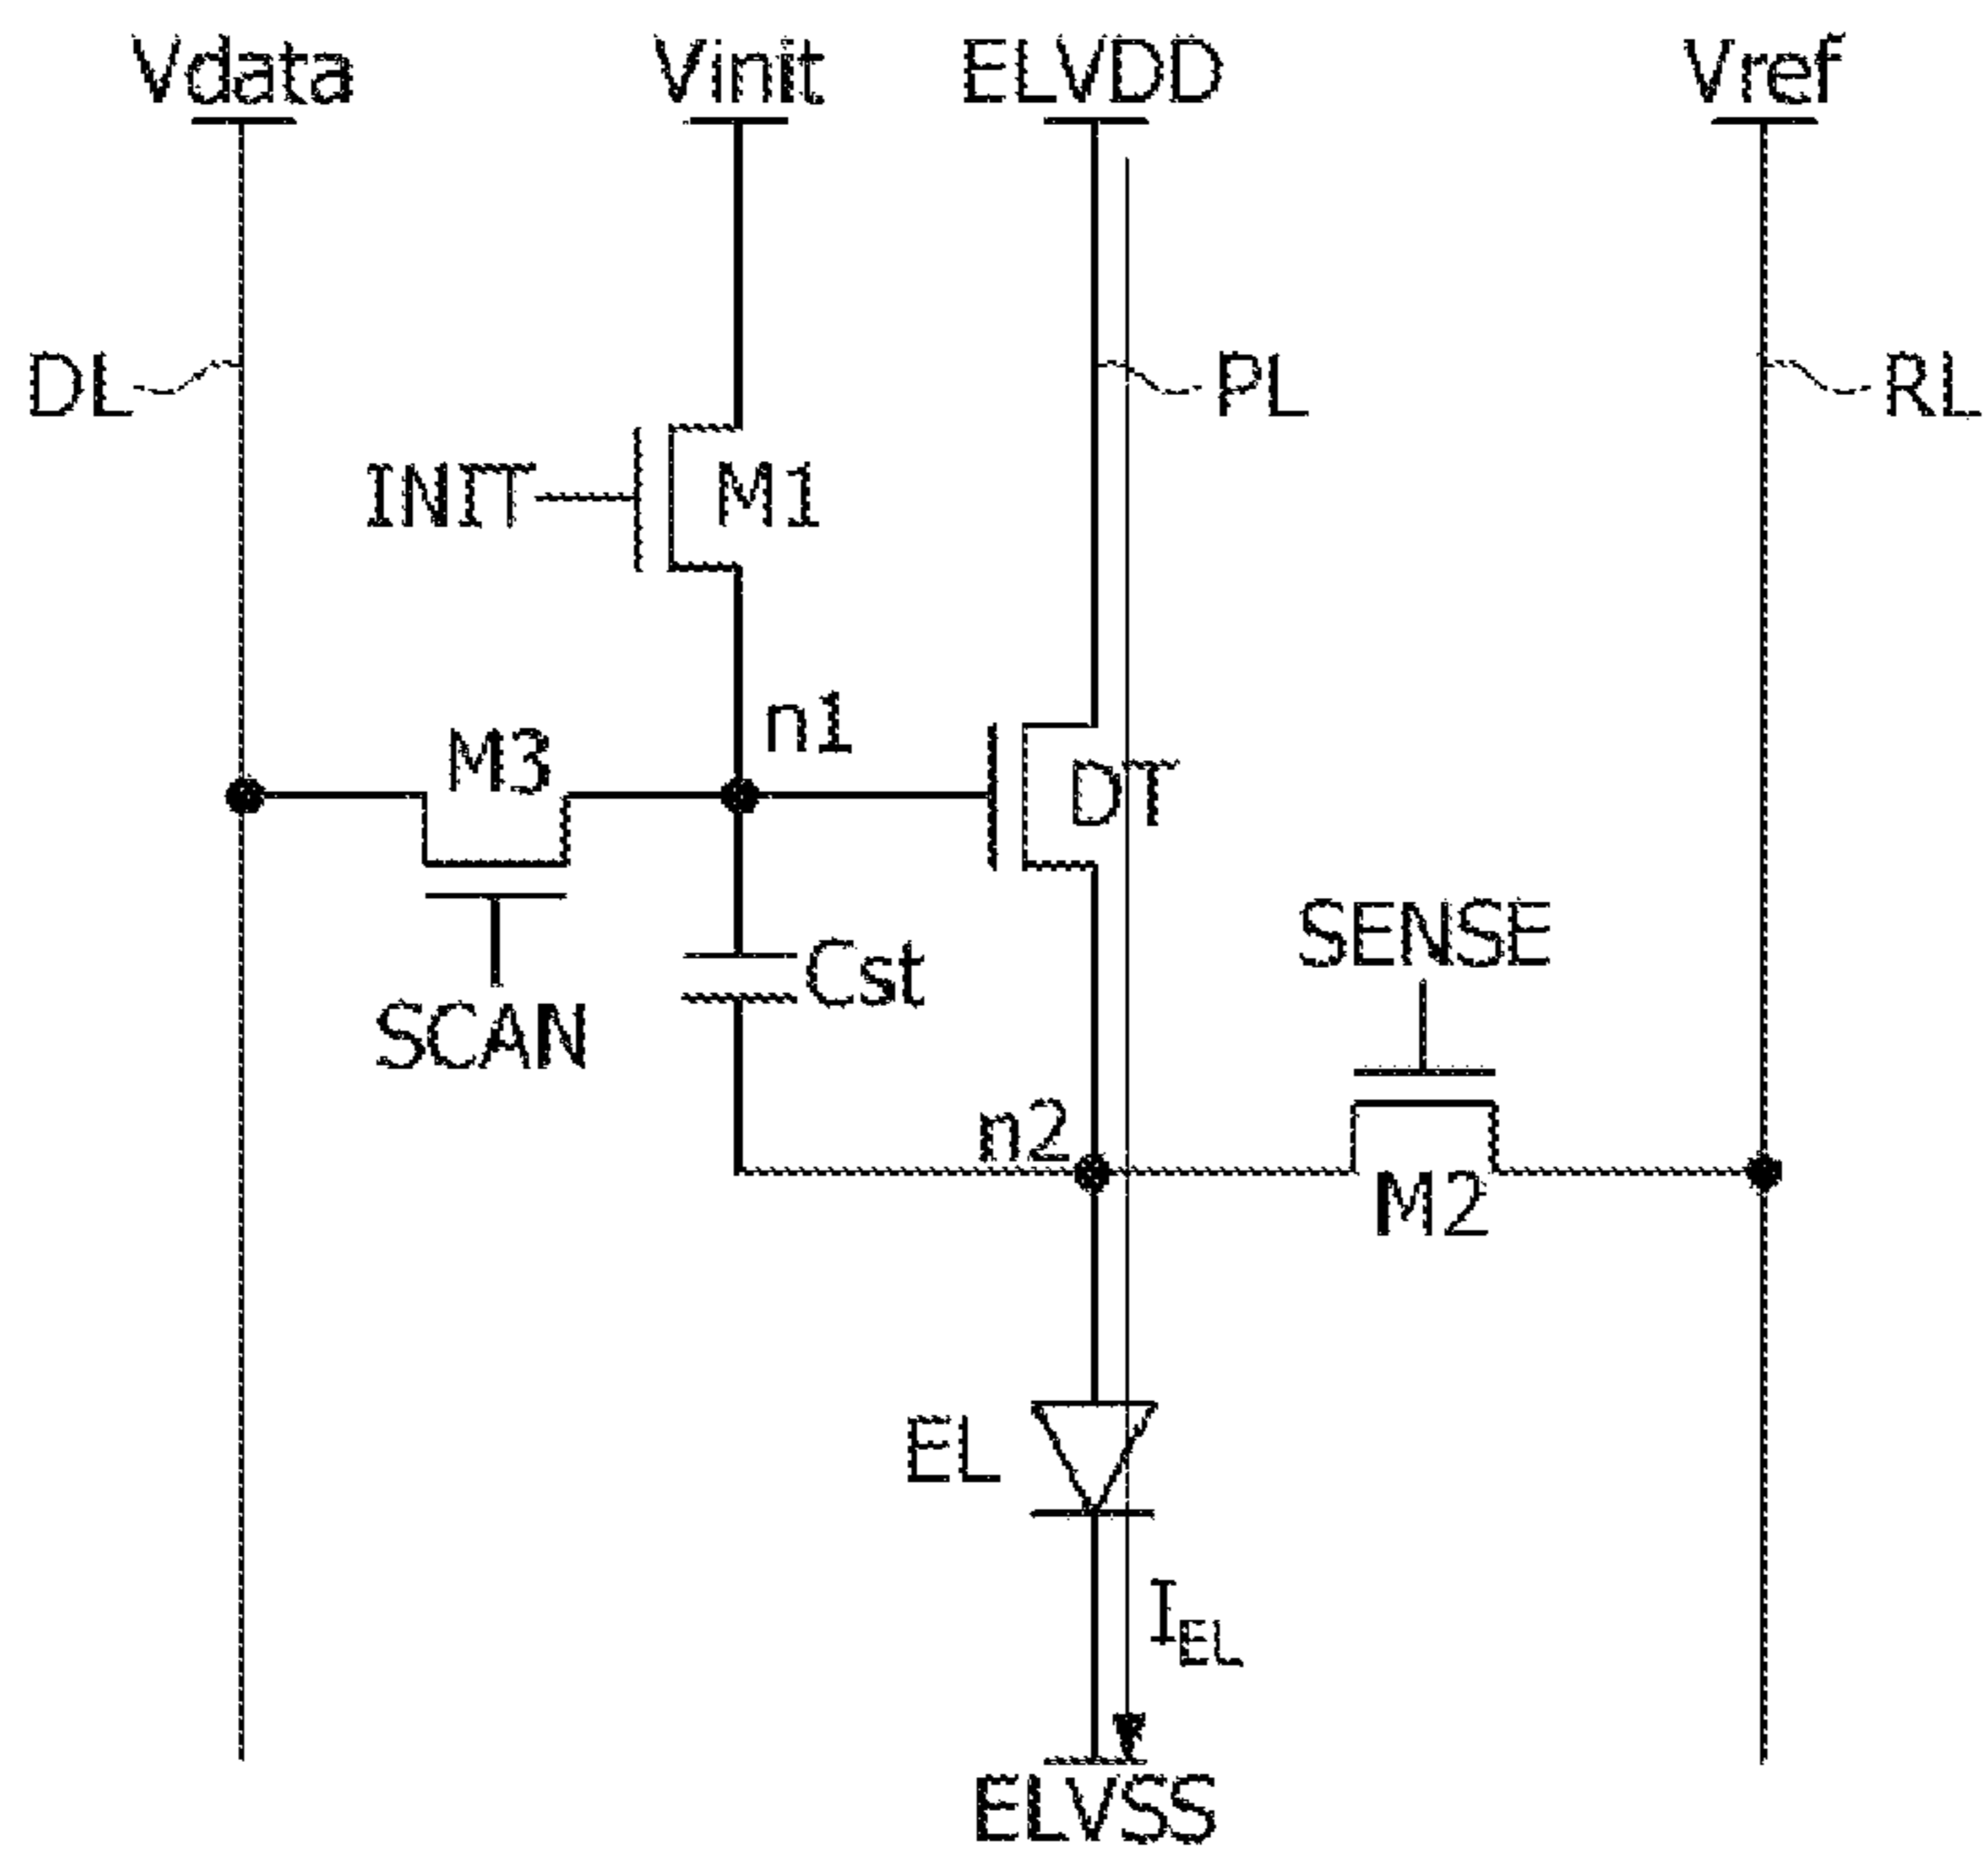 Vdata Vinit ELVDD Vref
DL PL RL
INIT M1
M3 n1
DT
SENSE
Cst
SCAN
n2
M2
EL
IEL
ELVSS